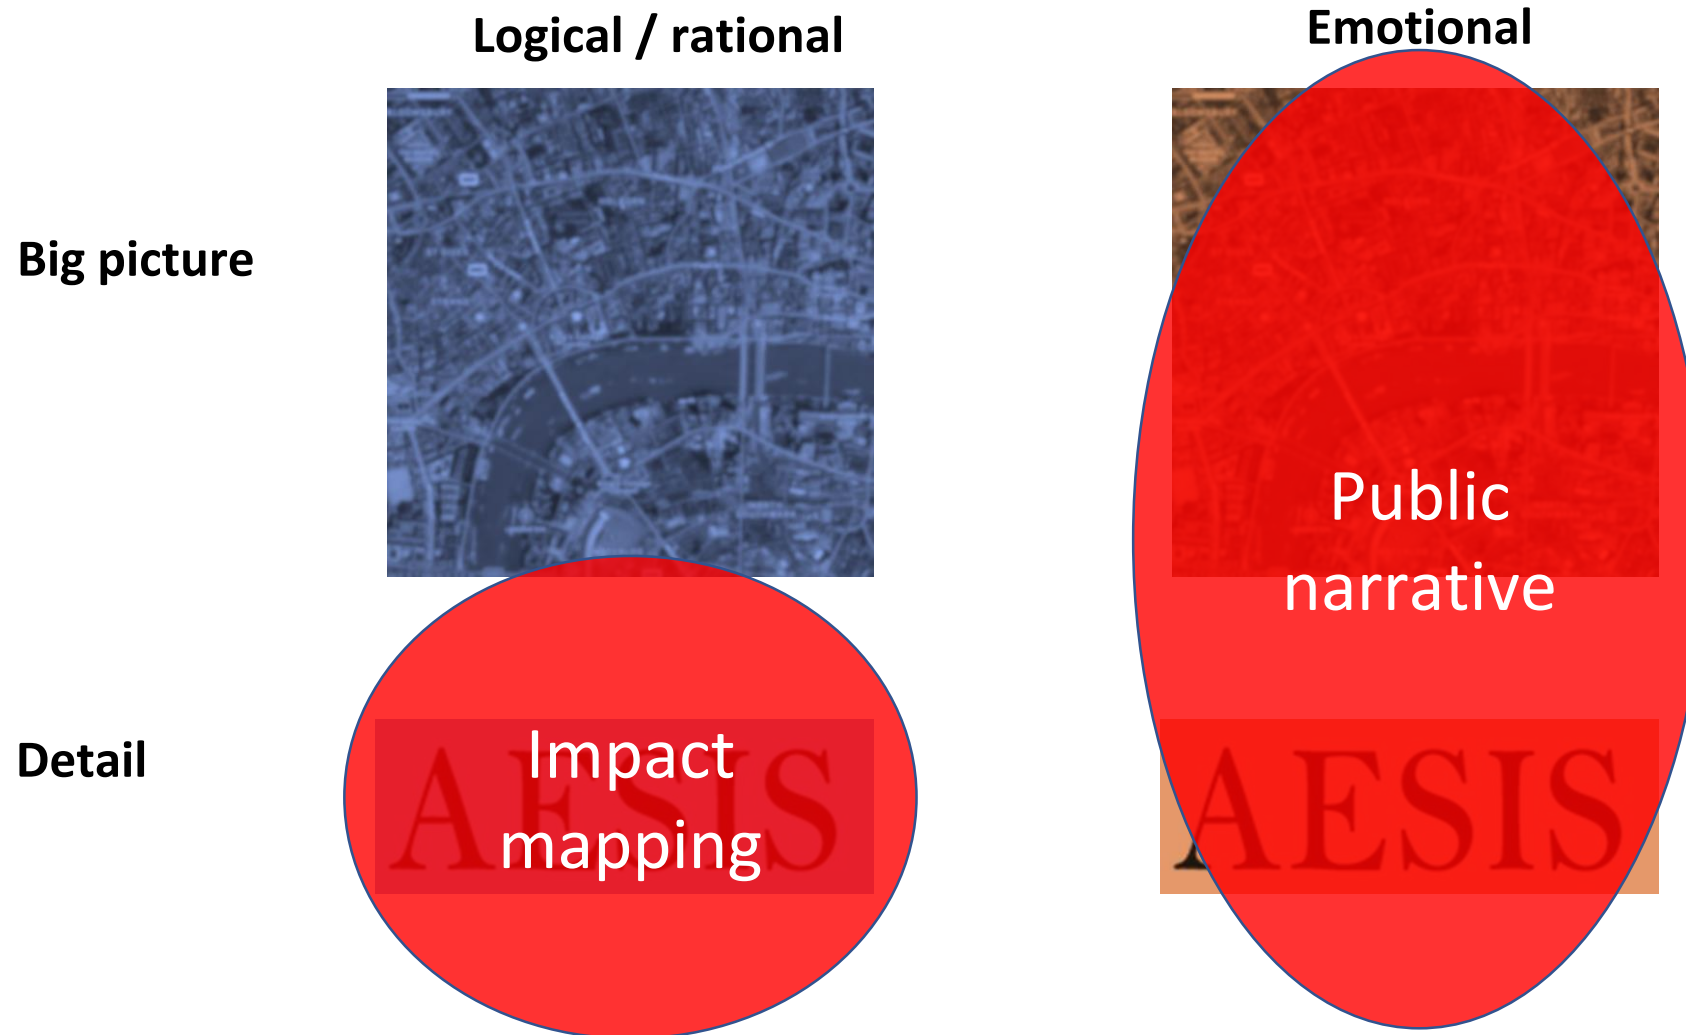 Logical / rational
Emotional
Big picture
Public
narrative
Detail
Impact
mapping
AESIS
AESIS